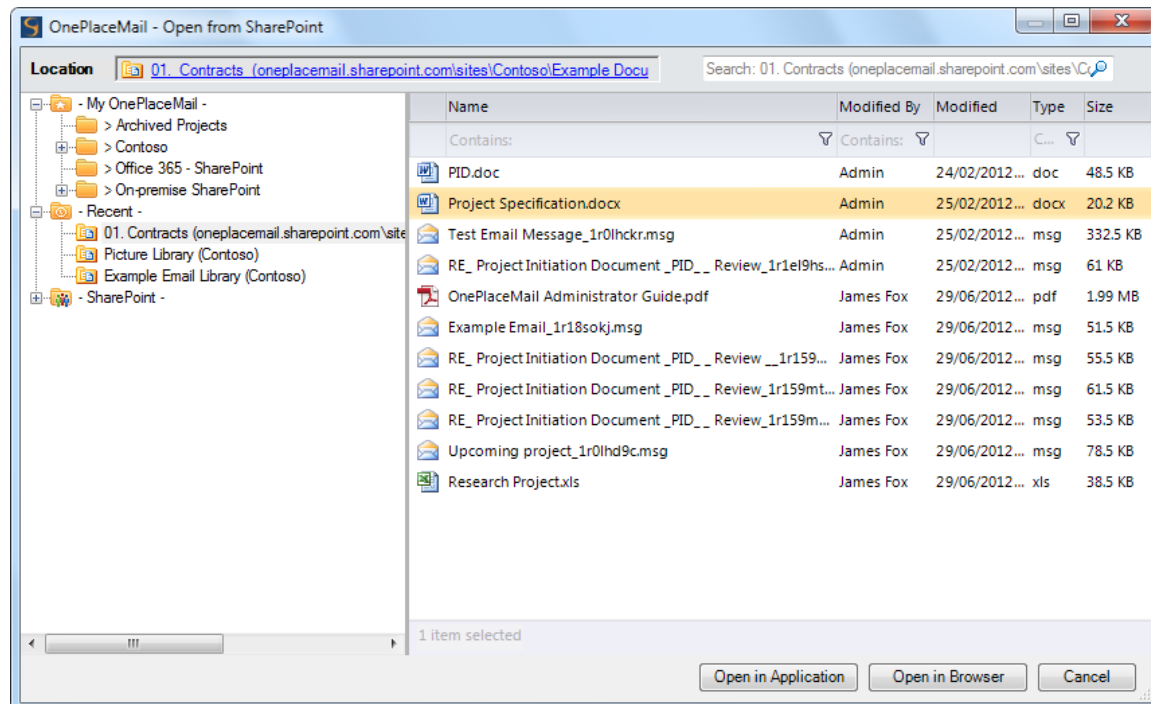 OnePlaceMail - Open from SharePoint
Location 01. Contracts (oneplacemail.sharepoint.com\sites\Contoso\Example Docu Search: 01. Contracts (oneplacemail.sharepoint.com\sites\Co
- My OnePlaceMail -
> Archived Projects
> Contoso
> Office 365 - SharePoint
> On-premise SharePoint
- Recent -
01. Contracts (oneplacemail.sharepoint.com\site
Picture Library (Contoso)
Example Email Library (Contoso)
- SharePoint -
Name Modified By Modified Type Size
Contains: Contains: C...
PID.doc Admin 24/02/2012... doc 48.5 KB
Project Specification.docx Admin 25/02/2012... docx 20.2 KB
Test Email Message_1r0lhckr.msg Admin 25/02/2012... msg 332.5 KB
RE_ Project Initiation Document _PID_ _ Review_1r1el9hs... Admin 25/02/2012... msg 61 KB
OnePlaceMail Administrator Guide.pdf James Fox 29/06/2012... pdf 1.99 MB
Example Email_1r18sokj.msg James Fox 29/06/2012... msg 51.5 KB
RE_ Project Initiation Document _PID_ _ Review __1r159... James Fox 29/06/2012... msg 55.5 KB
RE_ Project Initiation Document _PID_ _ Review_1r159mt... James Fox 29/06/2012... msg 61.5 KB
RE_ Project Initiation Document _PID_ _ Review_1r159m... James Fox 29/06/2012... msg 53.5 KB
Upcoming project_1r0lhd9c.msg James Fox 29/06/2012... msg 78.5 KB
Research Project.xls James Fox 29/06/2012... xls 38.5 KB
1 item selected
Open in Application Open in Browser Cancel